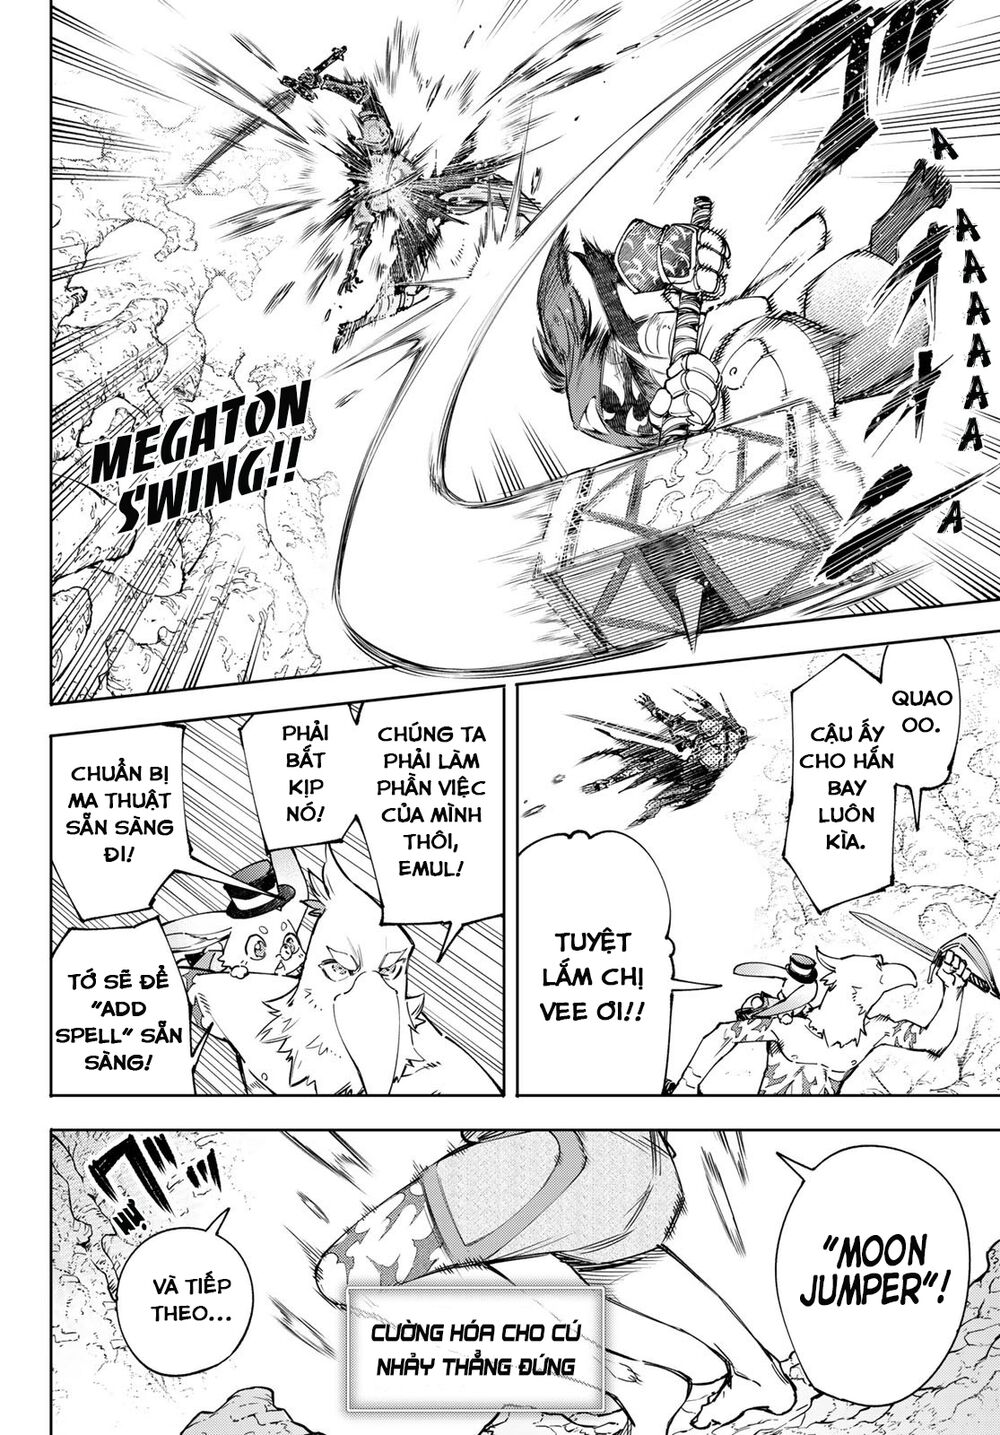 A
A
A
A
A
A
A
A
MEGATON
SWING!!
QUAO
OO.
CẬU ẤY
CHO HẮN
BAY
LUÔN
KÌA.
TUYỆT
LẮM CHỊ
VEE ƠI!!
CHÚNG TA
PHẢI LÀM
PHẦN VIỆC
CỦA MÌNH
THÔI,
EMUL!
PHẢI
BẮT
KỊP
NÓ!
CHUẨN BỊ
MA THUẬT
SẴN SÀNG
ĐI!
TỚ SẼ ĐỂ
"ADD
SPELL" SẴN
SÀNG!
"MOON
JUMPER"!
CƯỜNG HÓA CHO CÚ
NHẢY THẲNG ĐỨNG
VÀ TIẾP
THEO...